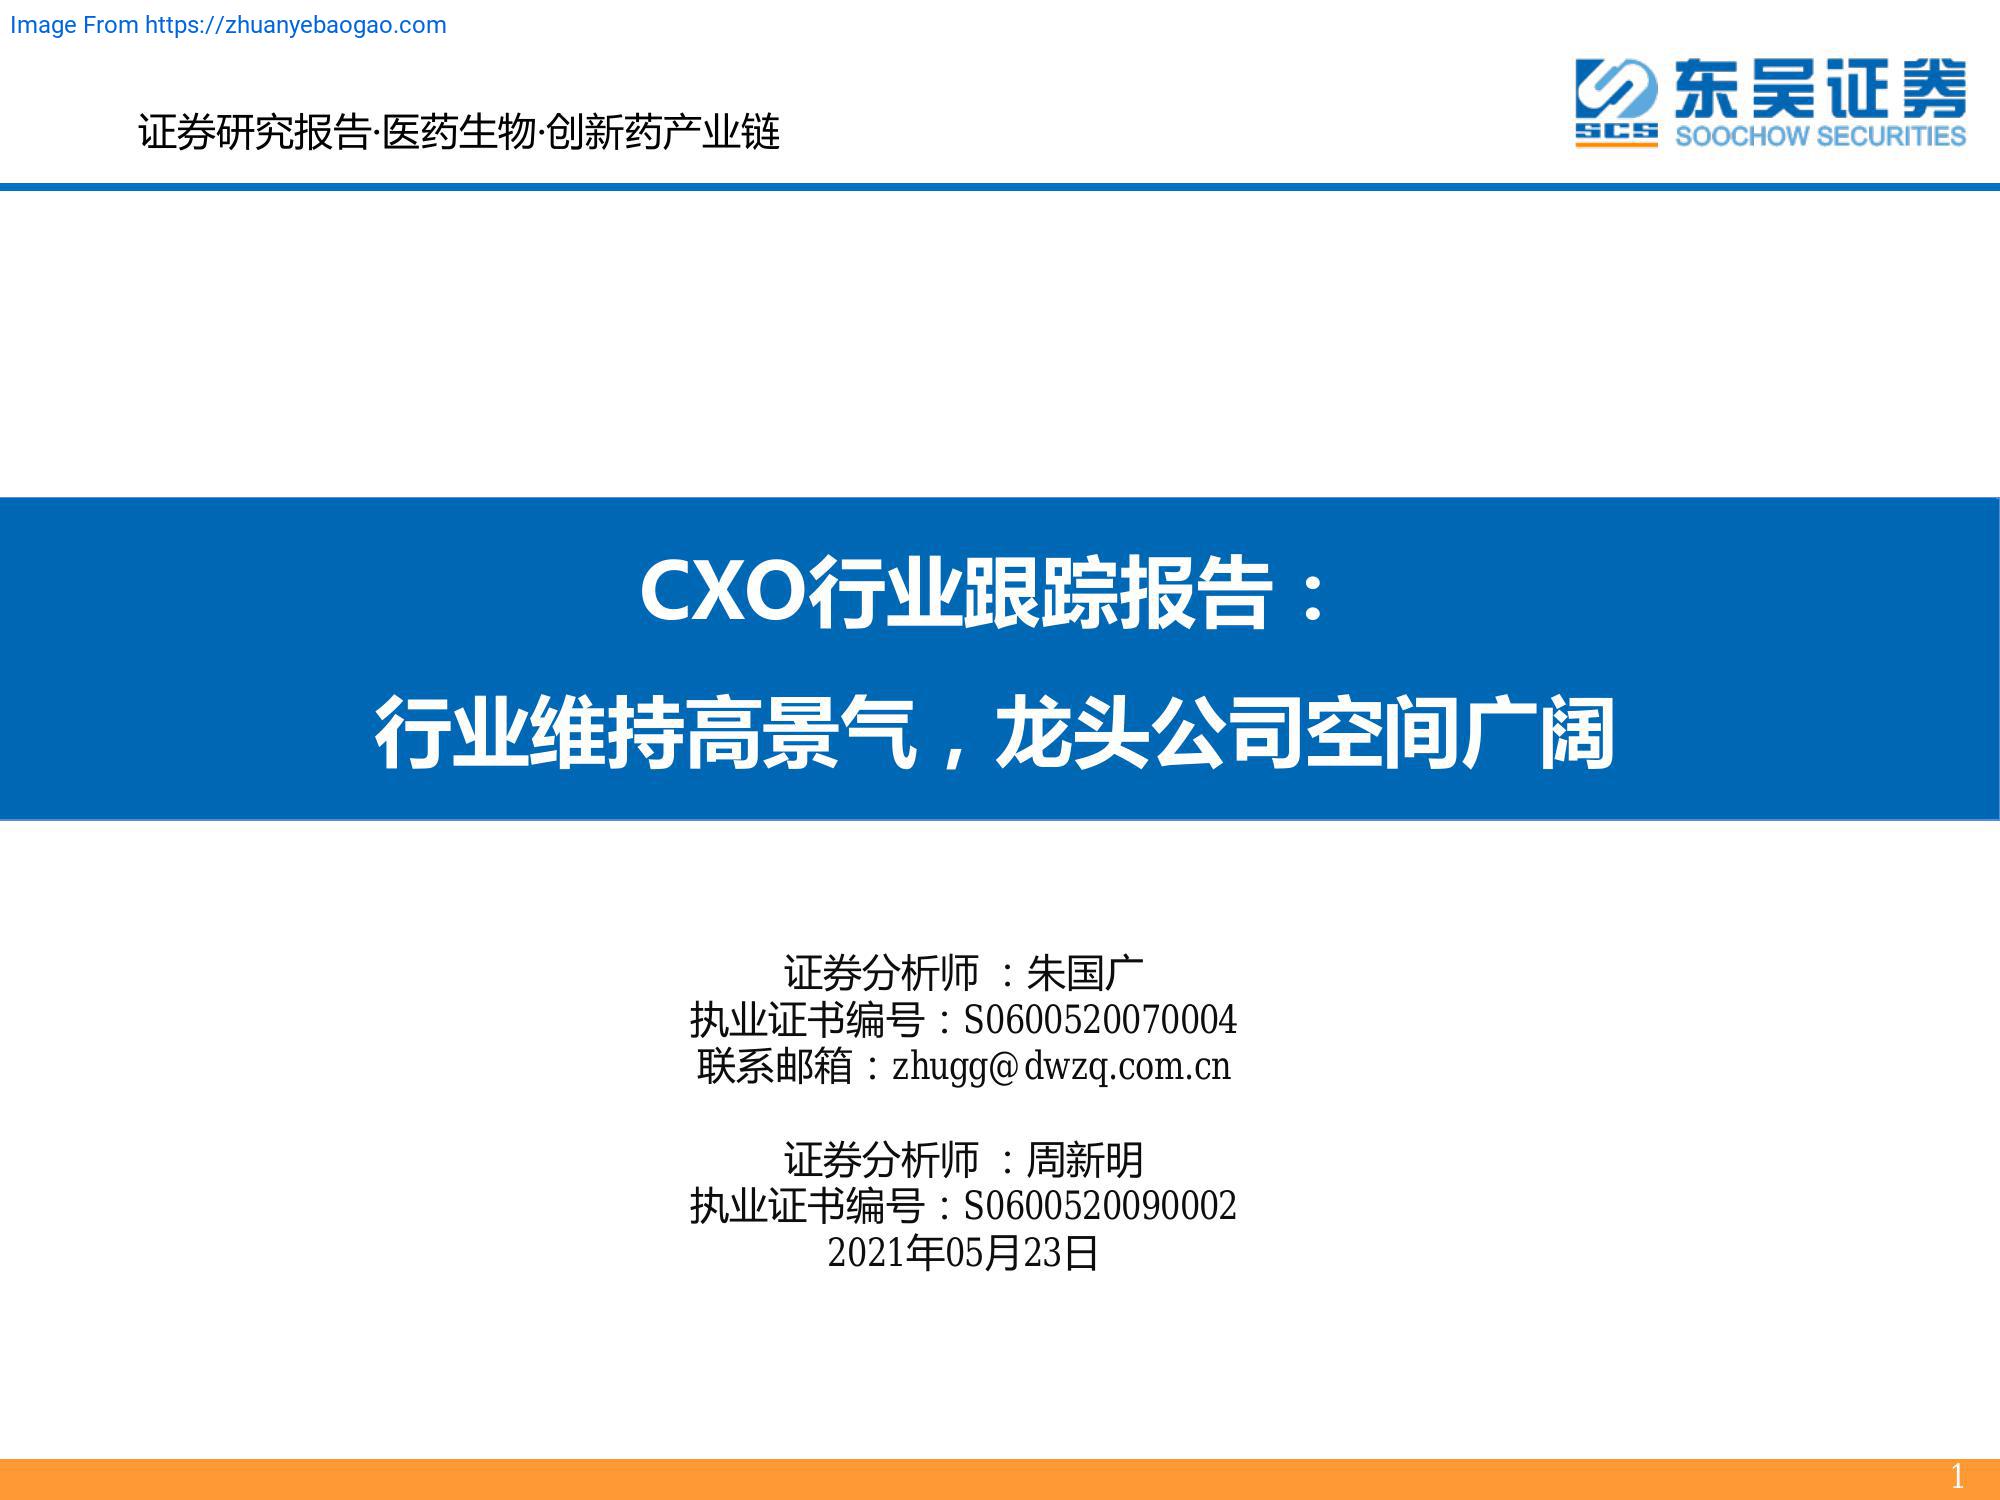 Image From https://zhuanyebaogao.com
东吴证券
SCS
SOOCHOW SECURITIES
证券研究报告·医药生物·创新药产业链
CXO行业跟踪报告：
行业维持高景气，龙头公司空间广阔
证券分析师 ：朱国广
执业证书编号：S0600520070004
联系邮箱：zhugg@dwzq.com.cn
证券分析师 ：周新明
执业证书编号：S0600520090002
2021年05月23日
1